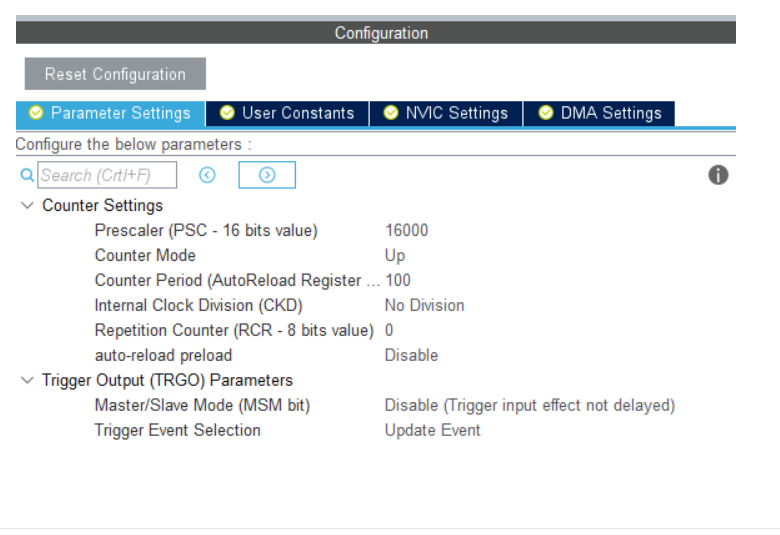 Configuration
Reset Configuration
Parameter Settings User Constants NVIC Settings DMA Settings
Configure the below parameters :
Search (Crtl+F)
Counter Settings
Prescaler (PSC - 16 bits value) 16000
Counter Mode Up
Counter Period (AutoReload Register ... 100
Internal Clock Division (CKD) No Division
Repetition Counter (RCR - 8 bits value) 0
auto-reload preload Disable
Trigger Output (TRGO) Parameters
Master/Slave Mode (MSM bit) Disable (Trigger input effect not delayed)
Trigger Event Selection Update Event